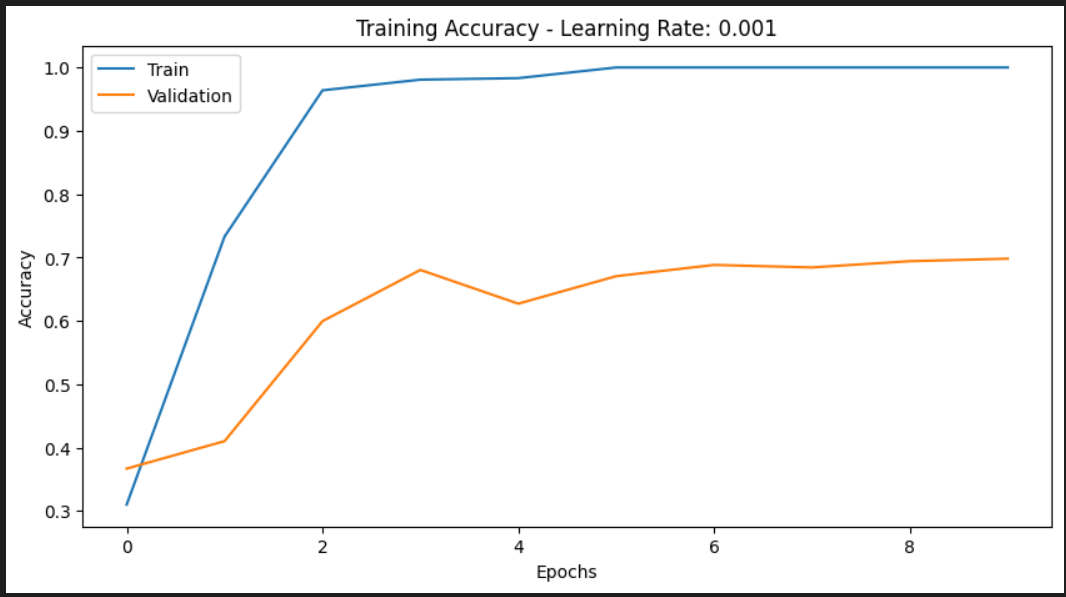 Training Accuracy - Learning Rate: 0.001
Train
Validation
1.0
0.9
0.8
0.7
0.6
0.5
0.4
0.3
Accuracy
0 2 4 6 8
Epochs